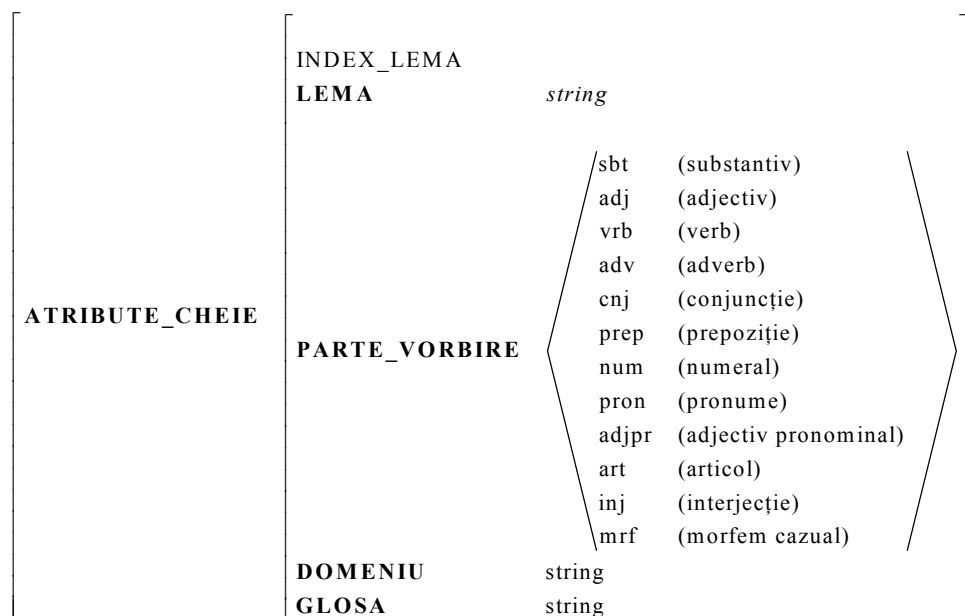 INDEX_LEMA
LEMA string
sbt (substantiv)
adj (adjectiv)
vrb (verb)
adv (adverb)
cnj (conjuncție)
ATRIBUTE_CHEIE
prep (prepoziție)
PARTE_VORBIRE
num (numeral)
pron (pronume)
adjpr (adjectiv pronominal)
art (articol)
inj (interjecție)
mrf (morfem cazual)
DOMENIU string
GLOSA string